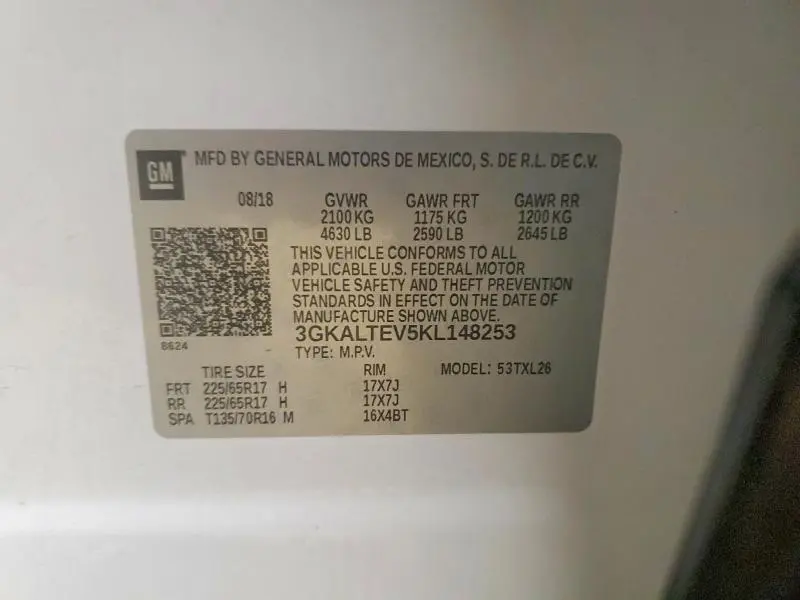 GM MFD BY GENERAL MOTORS DE MEXICO, S. DE R.L. DE C.V.
08/18 GVWR GAWR FRT GAWR RR
2100 KG 1175 KG 1200 KG
4630 LB 2590 LB 2645 LB
THIS VEHICLE CONFORMS TO ALL
APPLICABLE U.S. FEDERAL MOTOR
VEHICLE SAFETY AND THEFT PREVENTION
STANDARDS IN EFFECT ON THE DATE OF
MANUFACTURE SHOWN ABOVE.
3GKALTEV5KL148253
8624
TYPE: M.P.V. MODEL: 53TXL26
TIRE SIZE RIM
FRT 225/65R17 H 17X7J
RR 225/65R17 H 17X7J
SPA T135/70R16 M 16X4BT